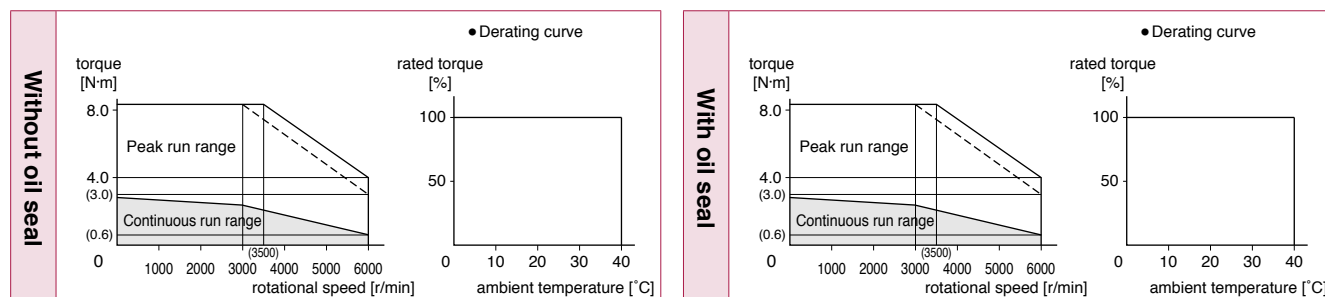 Without oil seal
● Derating curve
torque
[N·m]
rated torque
[%]
8.0
100
Peak run range
4.0
50
(3.0)
Continuous run range
(0.6)
(3500)
0
1000 2000 3000 4000 5000 6000
0 10 20 30 40
rotational speed [r/min]
ambient temperature [˚C]
With oil seal
● Derating curve
torque
[N·m]
rated torque
[%]
8.0
100
Peak run range
4.0
50
(3.0)
Continuous run range
(0.6)
(3500)
0
1000 2000 3000 4000 5000 6000
0 10 20 30 40
rotational speed [r/min]
ambient temperature [˚C]